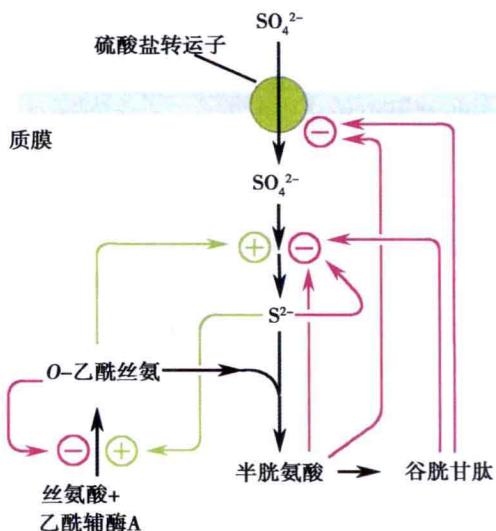 SO₄²⁻
硫酸盐转运子
−
质膜
SO₄²⁻
+ −
S²⁻
O–乙酰丝氨
− +
半胱氨酸
谷胱甘肽
丝氨酸+
乙酰辅酶A